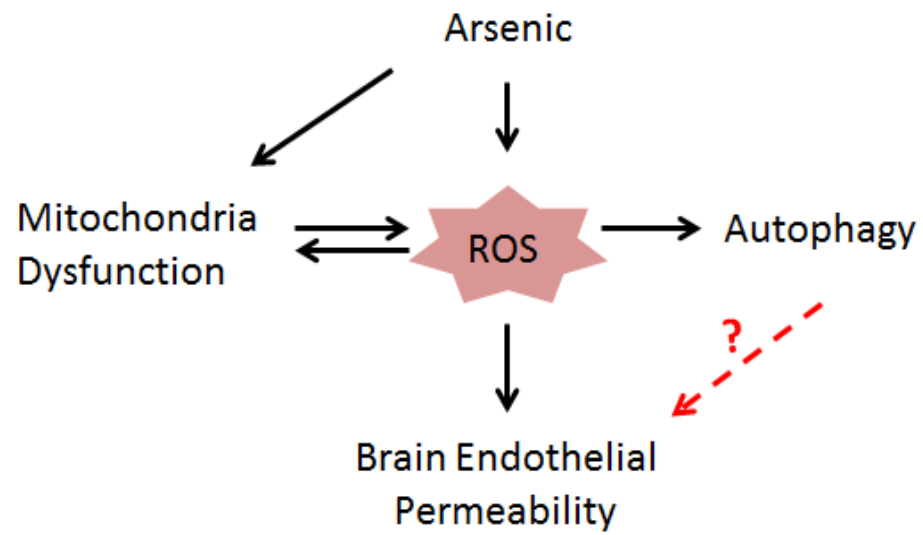 Arsenic
Mitochondria
Dysfunction
ROS
Autophagy
?
Brain Endothelial
Permeability